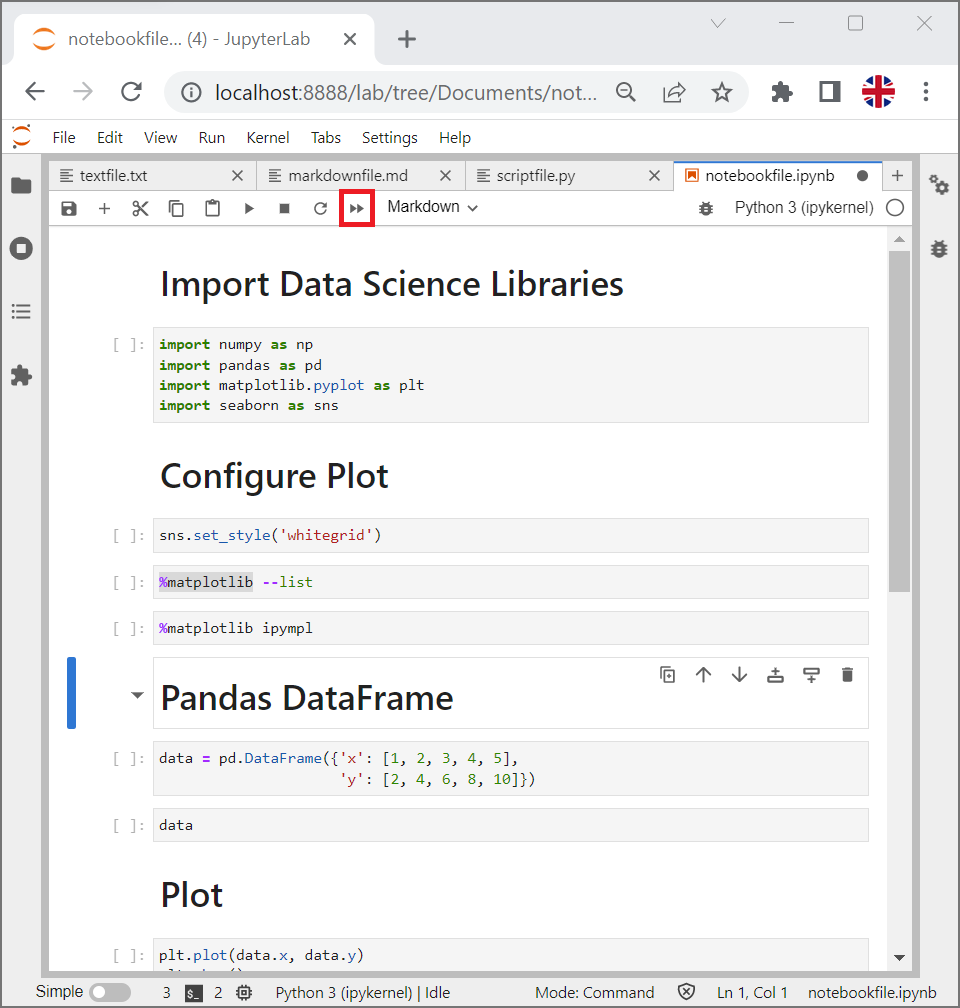 notebookfile... (4) - JupyterLab
localhost:8888/lab/tree/Documents/not...
File Edit View Run Kernel Tabs Settings Help
textfile.txt markdownfile.md scriptfile.py notebookfile.ipynb
Markdown Python 3 (ipykernel)
Import Data Science Libraries
[ ]: import numpy as np
import pandas as pd
import matplotlib.pyplot as plt
import seaborn as sns
Configure Plot
[ ]: sns.set_style('whitegrid')
[ ]: %matplotlib --list
[ ]: %matplotlib ipympl
Pandas DataFrame
[ ]: data = pd.DataFrame({'x': [1, 2, 3, 4, 5],
'y': [2, 4, 6, 8, 10]})
[ ]: data
Plot
[ ]: plt.plot(data.x, data.y)
Simple 3 $_ 2 Python 3 (ipykernel) | Idle Mode: Command Ln 1, Col 1 notebookfile.ipynb